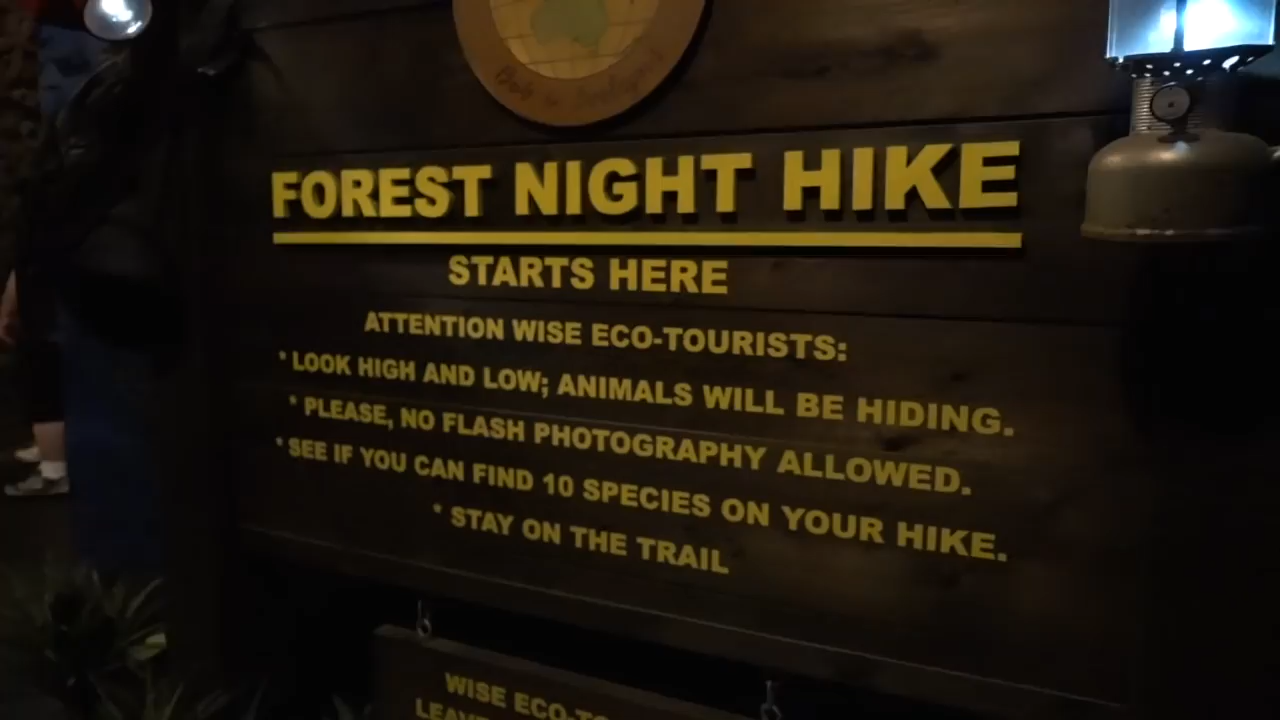 FOREST NIGHT HIKE
STARTS HERE
ATTENTION WISE ECO-TOURISTS:
* LOOK HIGH AND LOW; ANIMALS WILL BE HIDING.
* PLEASE, NO FLASH PHOTOGRAPHY ALLOWED.
* SEE IF YOU CAN FIND 10 SPECIES ON YOUR HIKE.
* STAY ON THE TRAIL
WISE